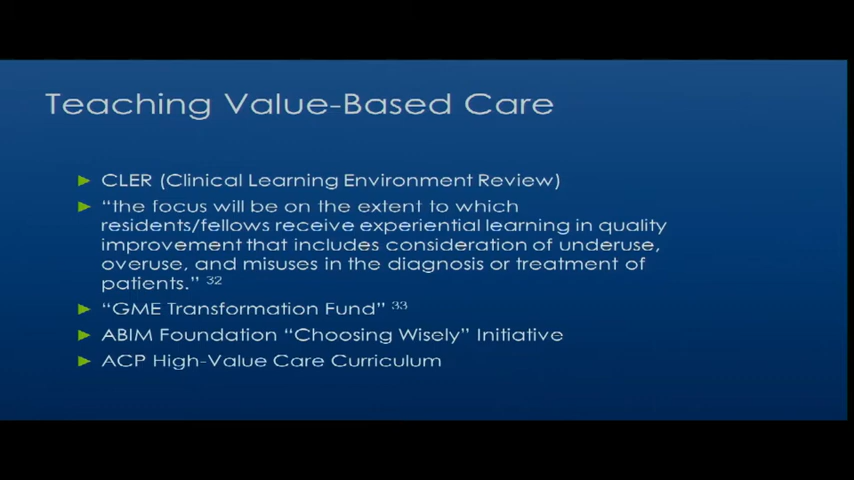 Teaching Value-Based Care
► CLER (Clinical Learning Environment Review)
► “the focus will be on the extent to which
residents/fellows receive experiential learning in quality
improvement that includes consideration of underuse,
overuse, and misuses in the diagnosis or treatment of
patients.” 32
► “GME Transformation Fund” 33
► ABIM Foundation “Choosing Wisely” Initiative
► ACP High-Value Care Curriculum